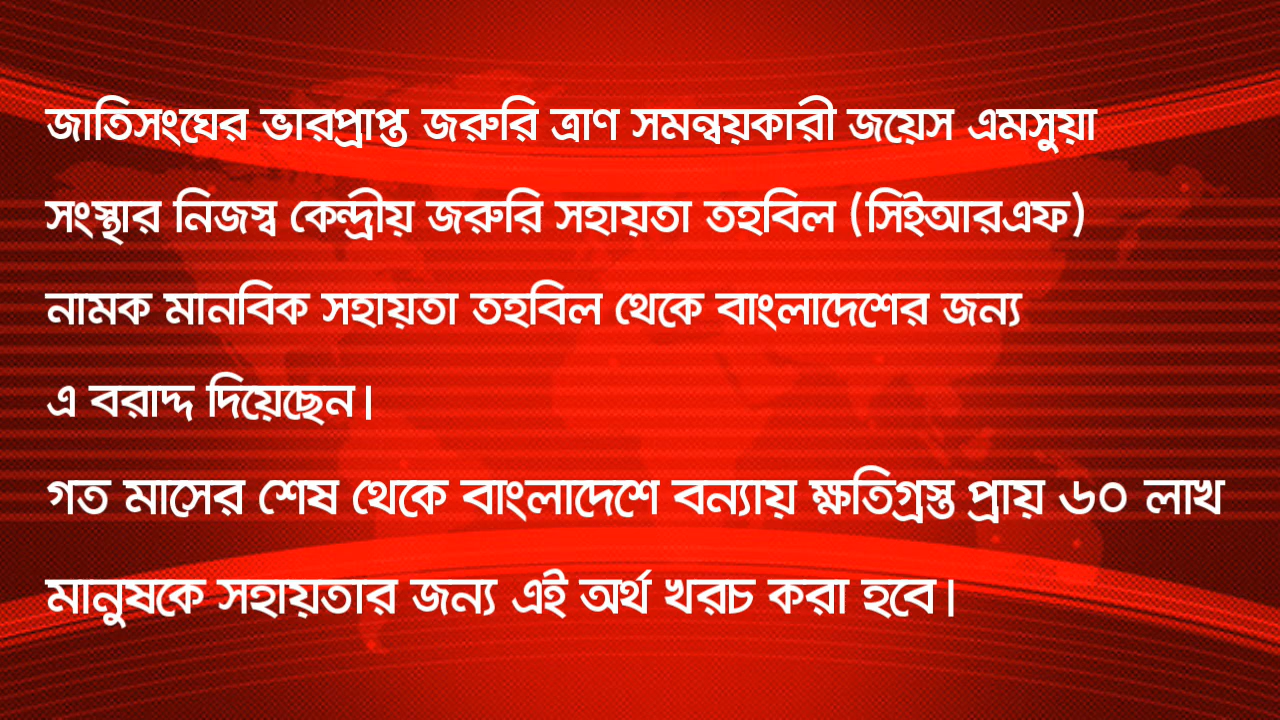 জাতিসংঘের ভারপ্রাপ্ত জরুরি ত্রাণ সমন্বয়কারী জয়েস এমসুয়া
সংস্থার নিজস্ব কেন্দ্রীয় জরুরি সহায়তা তহবিল (সিইআরএফ)
নামক মানবিক সহায়তা তহবিল থেকে বাংলাদেশের জন্য
এ বরাদ্দ দিয়েছেন।
গত মাসের শেষ থেকে বাংলাদেশে বন্যায় ক্ষতিগ্রস্ত প্রায় ৬০ লাখ
মানুষকে সহায়তার জন্য এই অর্থ খরচ করা হবে।